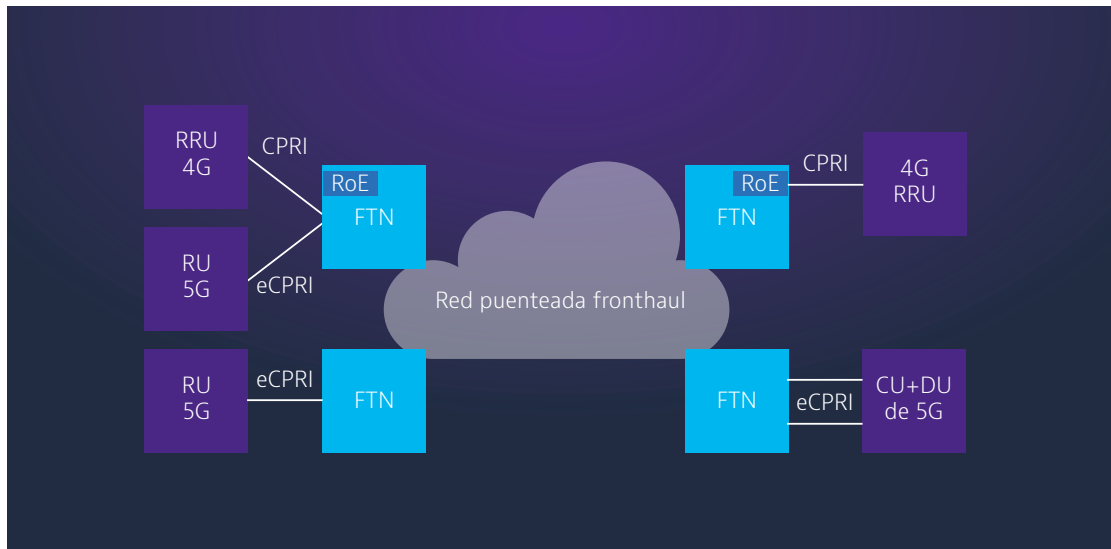 RRU
4G
CPRI
RoE
FTN
RU
5G
eCPRI
RU
5G
eCPRI
FTN
Red puenteada fronthaul
RoE
FTN
CPRI
4G
RRU
FTN
eCPRI
CU+DU
de 5G